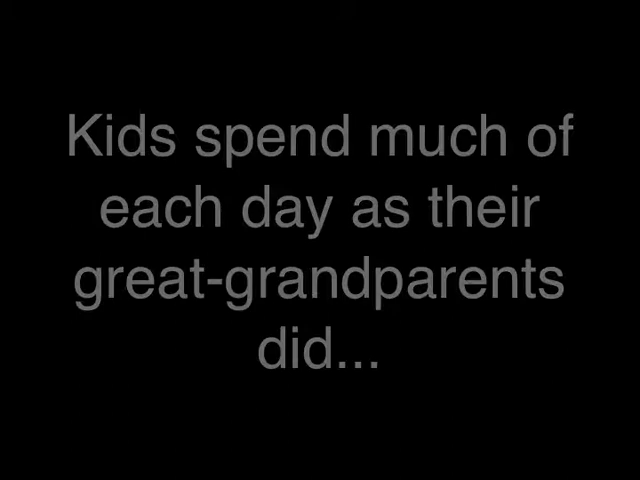 Kids spend much of
each day as their
great-grandparents
did...